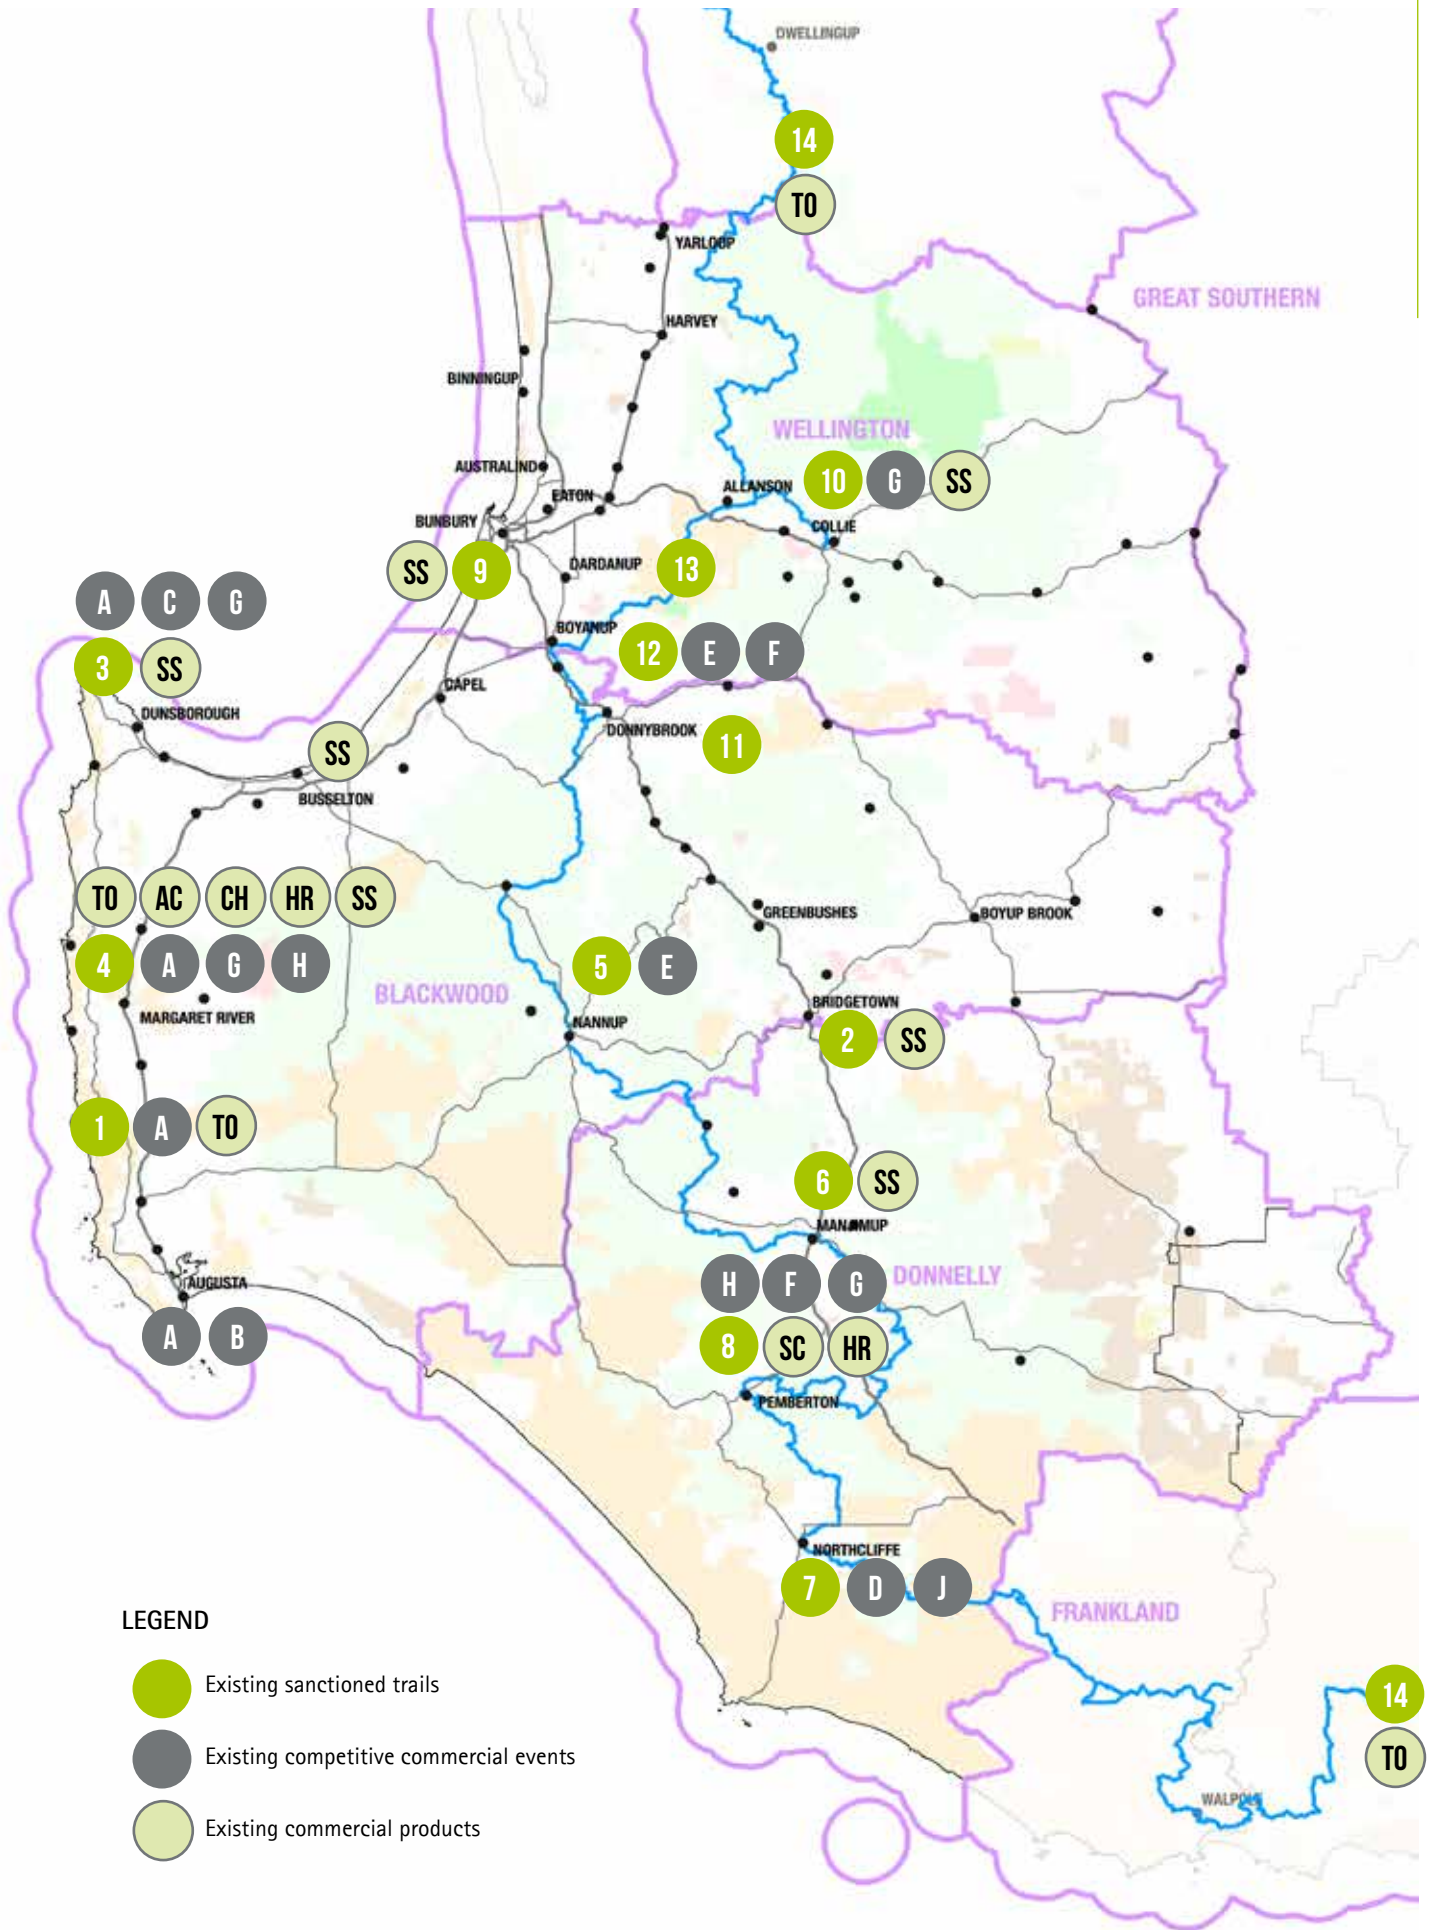 DWELLINGUP
14
TO
YARLOOP
GREAT SOUTHERN
HARVEY
BINNINGUP
WELLINGTON
AUSTRALIND
ALLANSON
10 G SS
EATON
BUNBURY
COLLIE
SS 9
DARDANUP
13
A C G
BOYANUP
12 E F
3 SS
CAPEL
DUNSBOROUGH
DONNYBROOK
11
SS
BUSSELTON
TO AC CH HR SS
GREENBUSHES
BOYUP BROOK
4 A G H
5 E
BLACKWOOD
BRIDGETOWN
MARGARET RIVER
NANNUP
2 SS
1 A TO
6 SS
MANJIMUP
AUGUSTA
H F G
DONNELLY
A B
8 SC HR
PEMBERTON
NORTHCLIFFE
7 D J
FRANKLAND
LEGEND
Existing sanctioned trails
14
Existing competitive commercial events
TO
WALPOLE
Existing commercial products